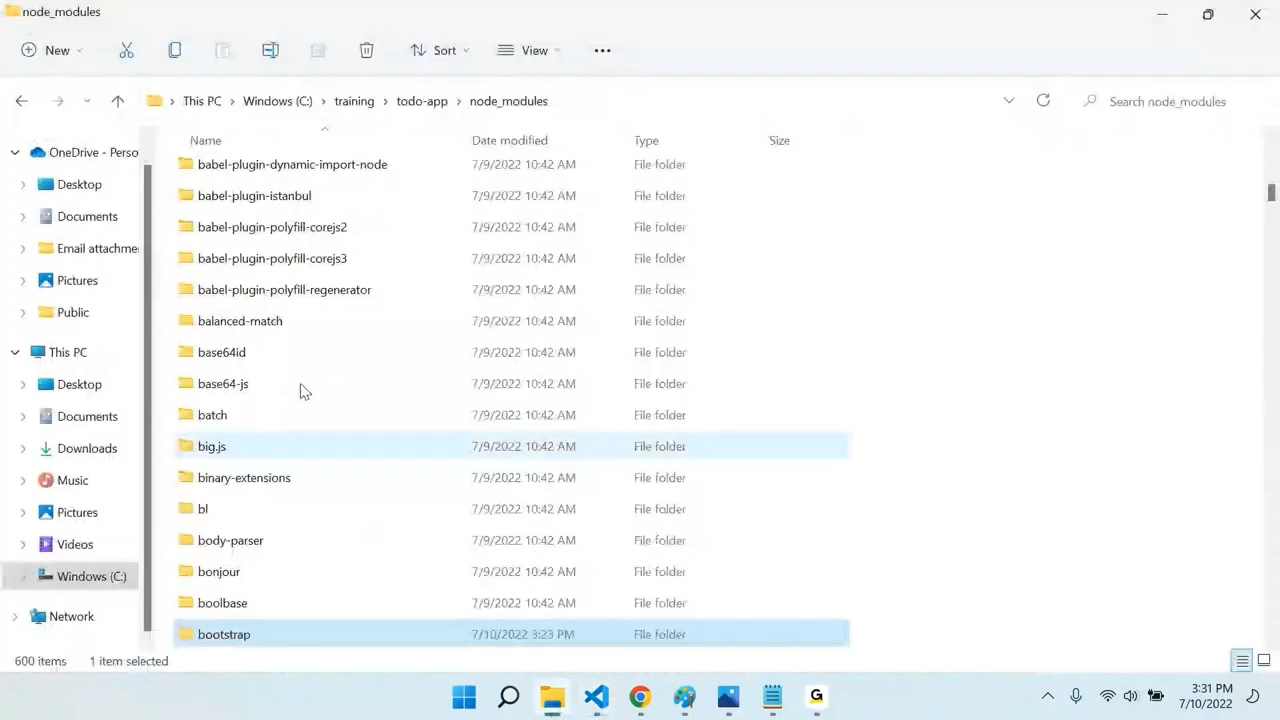 node_modules
New Sort View
This PC Windows (C:) training todo-app node_modules Search node_modules
Name Date modified Type Size
OneDrive - Perso
Desktop
Documents
Email attachme
Pictures
Public
This PC
Desktop
Documents
Downloads
Music
Pictures
Videos
Windows (C:)
Network
babel-plugin-dynamic-import-node 7/9/2022 10:42 AM File folder
babel-plugin-istanbul 7/9/2022 10:42 AM File folder
babel-plugin-polyfill-corejs2 7/9/2022 10:42 AM File folder
babel-plugin-polyfill-corejs3 7/9/2022 10:42 AM File folder
babel-plugin-polyfill-regenerator 7/9/2022 10:42 AM File folder
balanced-match 7/9/2022 10:42 AM File folder
base64id 7/9/2022 10:42 AM File folder
base64-js 7/9/2022 10:42 AM File folder
batch 7/9/2022 10:42 AM File folder
big.js 7/9/2022 10:42 AM File folder
binary-extensions 7/9/2022 10:42 AM File folder
bl 7/9/2022 10:42 AM File folder
body-parser 7/9/2022 10:42 AM File folder
bonjour 7/9/2022 10:42 AM File folder
boolbase 7/9/2022 10:42 AM File folder
bootstrap 7/10/2022 3:23 PM File folder
600 items 1 item selected
G
3:31 PM
7/10/2022